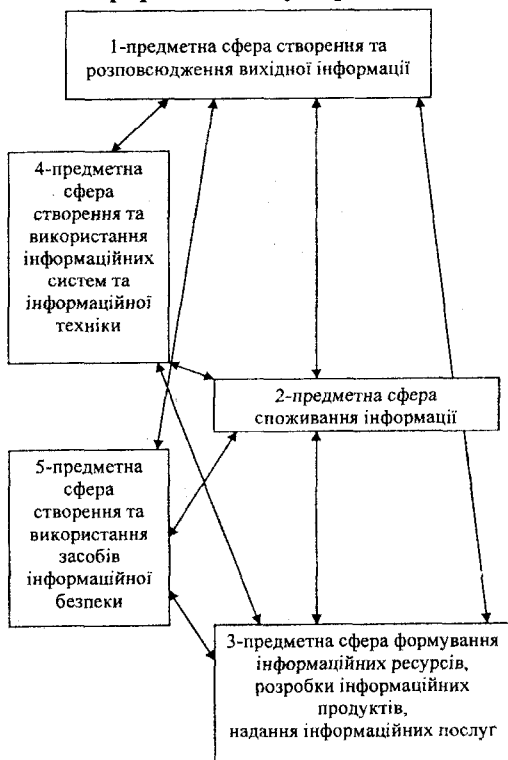 1-предметна сфера створення та
розповсюдження вихідної інформації
4-предметна
сфера
створення та
використання
інформаційних
систем та
інформаційної
техніки
2-предметна сфера
споживання інформації
5-предметна
сфера
створення та
використання
засобів
інформаційної
безпеки
3-предметна сфера формування
інформаційних ресурсів,
розробки інформаційних
продуктів,
надання інформаційних послуг